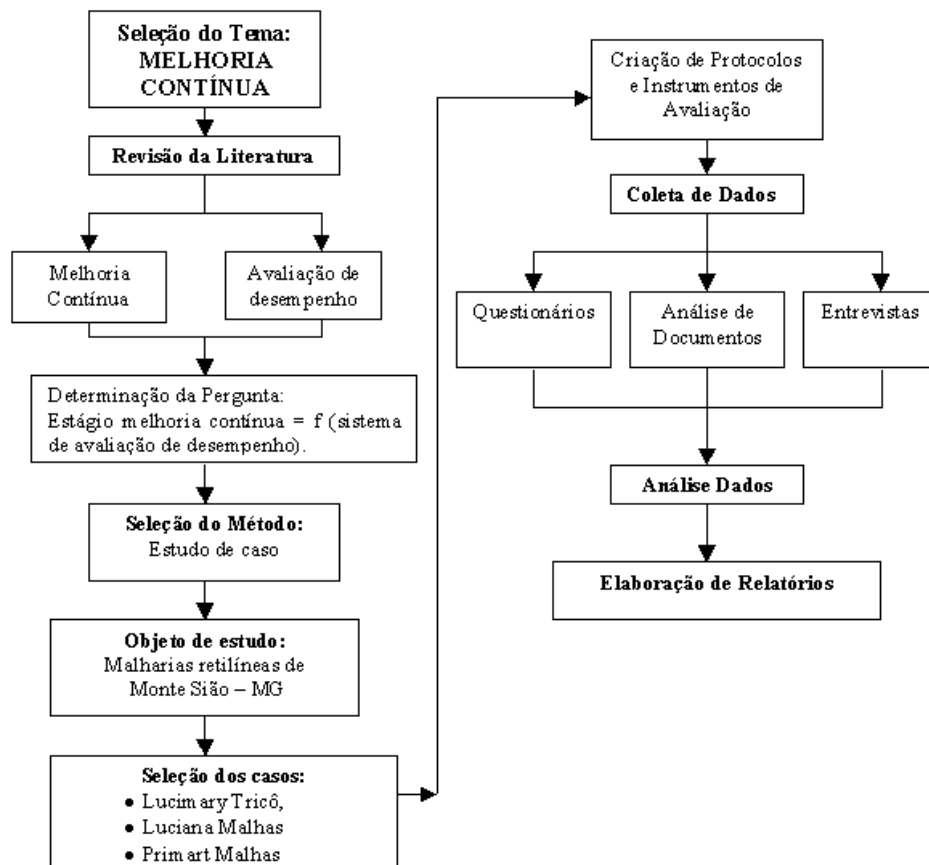 Seleção do Tema:
MELHORIA
CONTÍNUA
Revisão da Literatura
Melhoria
Contínua
Avaliação de
desempenho
Determinação da Pergunta:
Estágio melhoria contínua = f (sistema
de avaliação de desempenho).
Seleção do Método:
Estudo de caso
Objeto de estudo:
Malharias retilíneas de
Monte Sião – MG
Seleção dos casos:
● Lucimary Tricô,
● Luciana Malhas
● Primart Malhas
Criação de Protocolos
e Instrumentos de
Avaliação
Coleta de Dados
Questionários
Análise de
Documentos
Entrevistas
Análise Dados
Elaboração de Relatórios